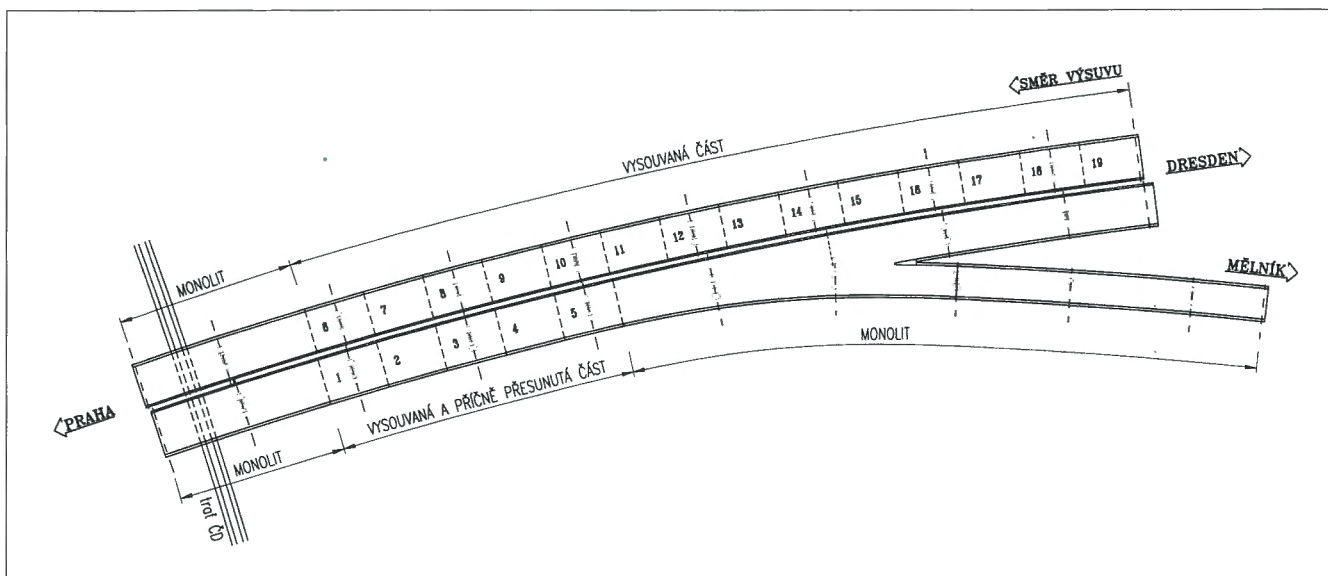 SMĚR VÝSUVU
VYSOUVANÁ ČÁST
DRESDEN
MONOLIT
6 7 8 9 10 11 12 13 14 15 16 17 18 19
MĚLNÍK
1 2 3 4 5
MONOLIT
PRAHA
VYSOUVANÁ A PŘÍČNĚ PŘESUNUTÁ ČÁST
MONOLIT
trať ČD